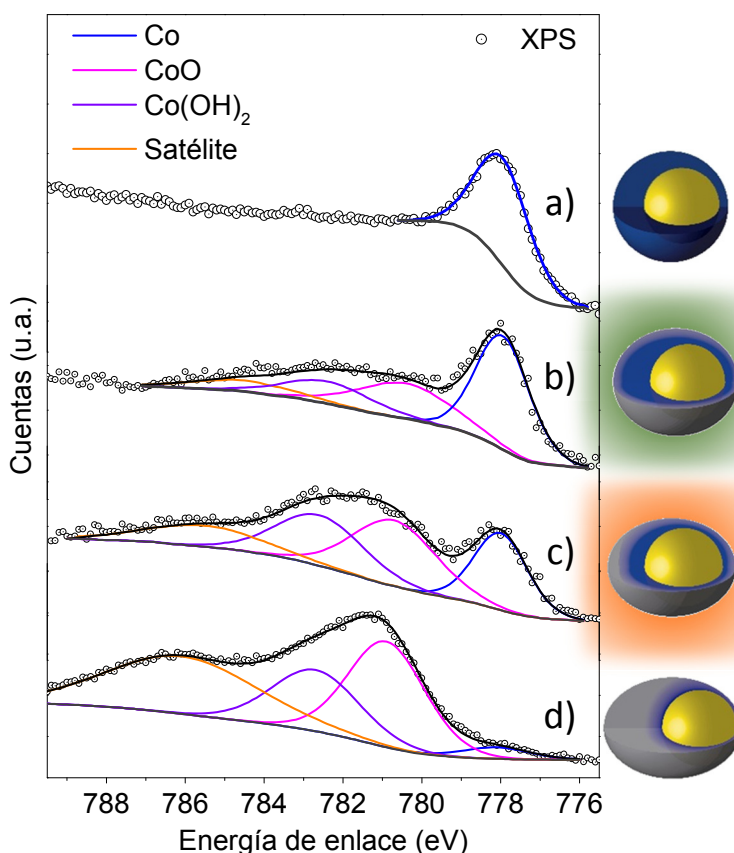 Co
CoO
Co(OH)₂
Satélite
XPS
a)
b)
c)
d)
Cuentas (u.a.)
788 786 784 782 780 778 776
Energía de enlace (eV)